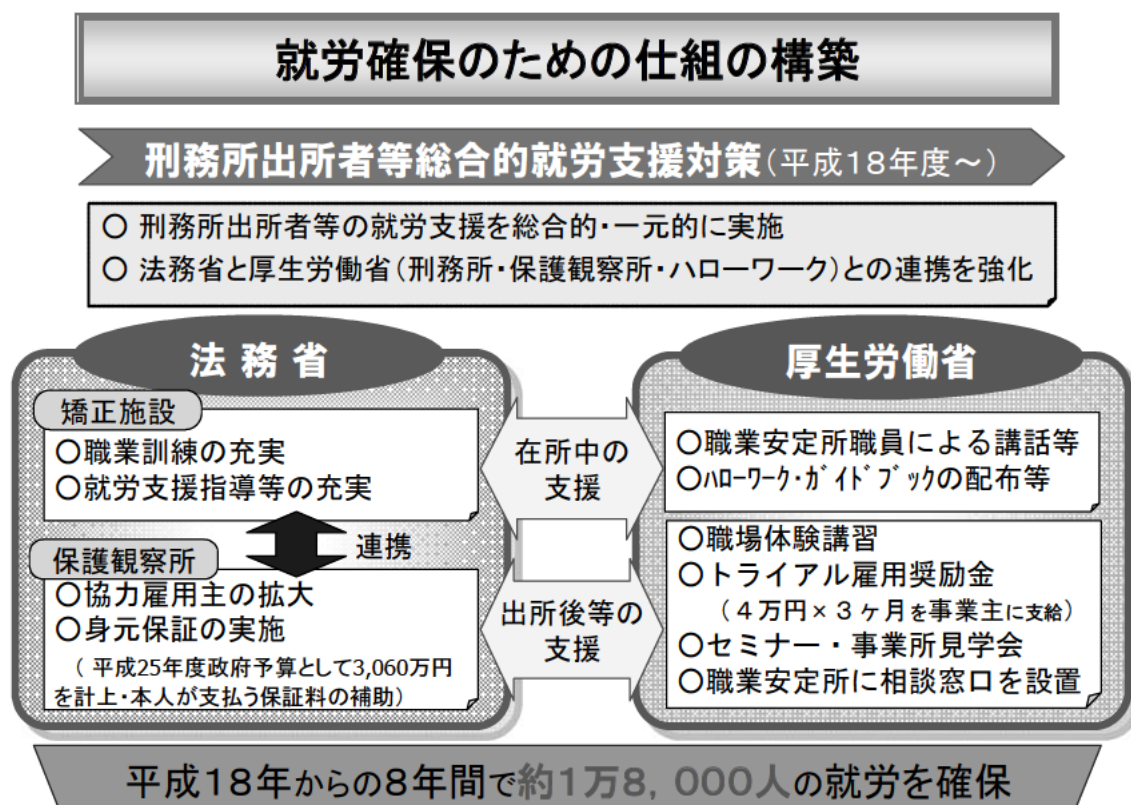 就労確保のための仕組の構築
刑務所出所者等総合的就労支援対策(平成18年度~)
○ 刑務所出所者等の就労支援を総合的・一元的に実施
○ 法務省と厚生労働省(刑務所・保護観察所・ハローワーク)との連携を強化
法務省
矯正施設
○職業訓練の充実
○就労支援指導等の充実
連携
保護観察所
○協力雇用主の拡大
○身元保証の実施
( 平成25年度政府予算として3,060万円
を計上・本人が支払う保証料の補助)
在所中の
支援
出所後等の
支援
厚生労働省
○職業安定所職員による講話等
○ハローワーク・ガイドブックの配布等
○職場体験講習
○トライアル雇用奨励金
(4万円×3ヶ月を事業主に支給)
○セミナー・事業所見学会
○職業安定所に相談窓口を設置
平成18年からの8年間で約1万8,000人の就労を確保